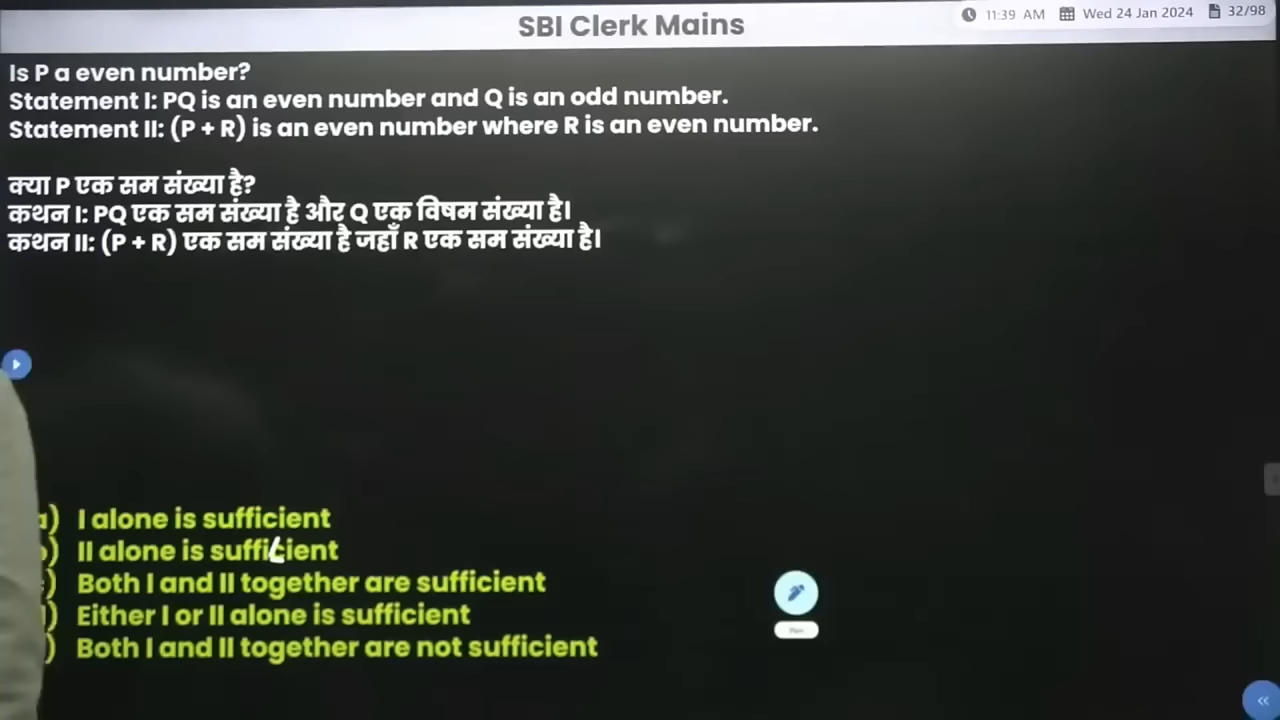 SBI Clerk Mains
11:39 AM Wed 24 Jan 2024 32/98
Is P a even number?
Statement I: PQ is an even number and Q is an odd number.
Statement II: (P + R) is an even number where R is an even number.
क्या P एक सम संख्या है?
कथन I: PQ एक सम संख्या है और Q एक विषम संख्या है।
कथन II: (P + R) एक सम संख्या है जहाँ R एक सम संख्या है।
) I alone is sufficient
) II alone is sufficient
) Both I and II together are sufficient
) Either I or II alone is sufficient
) Both I and II together are not sufficient